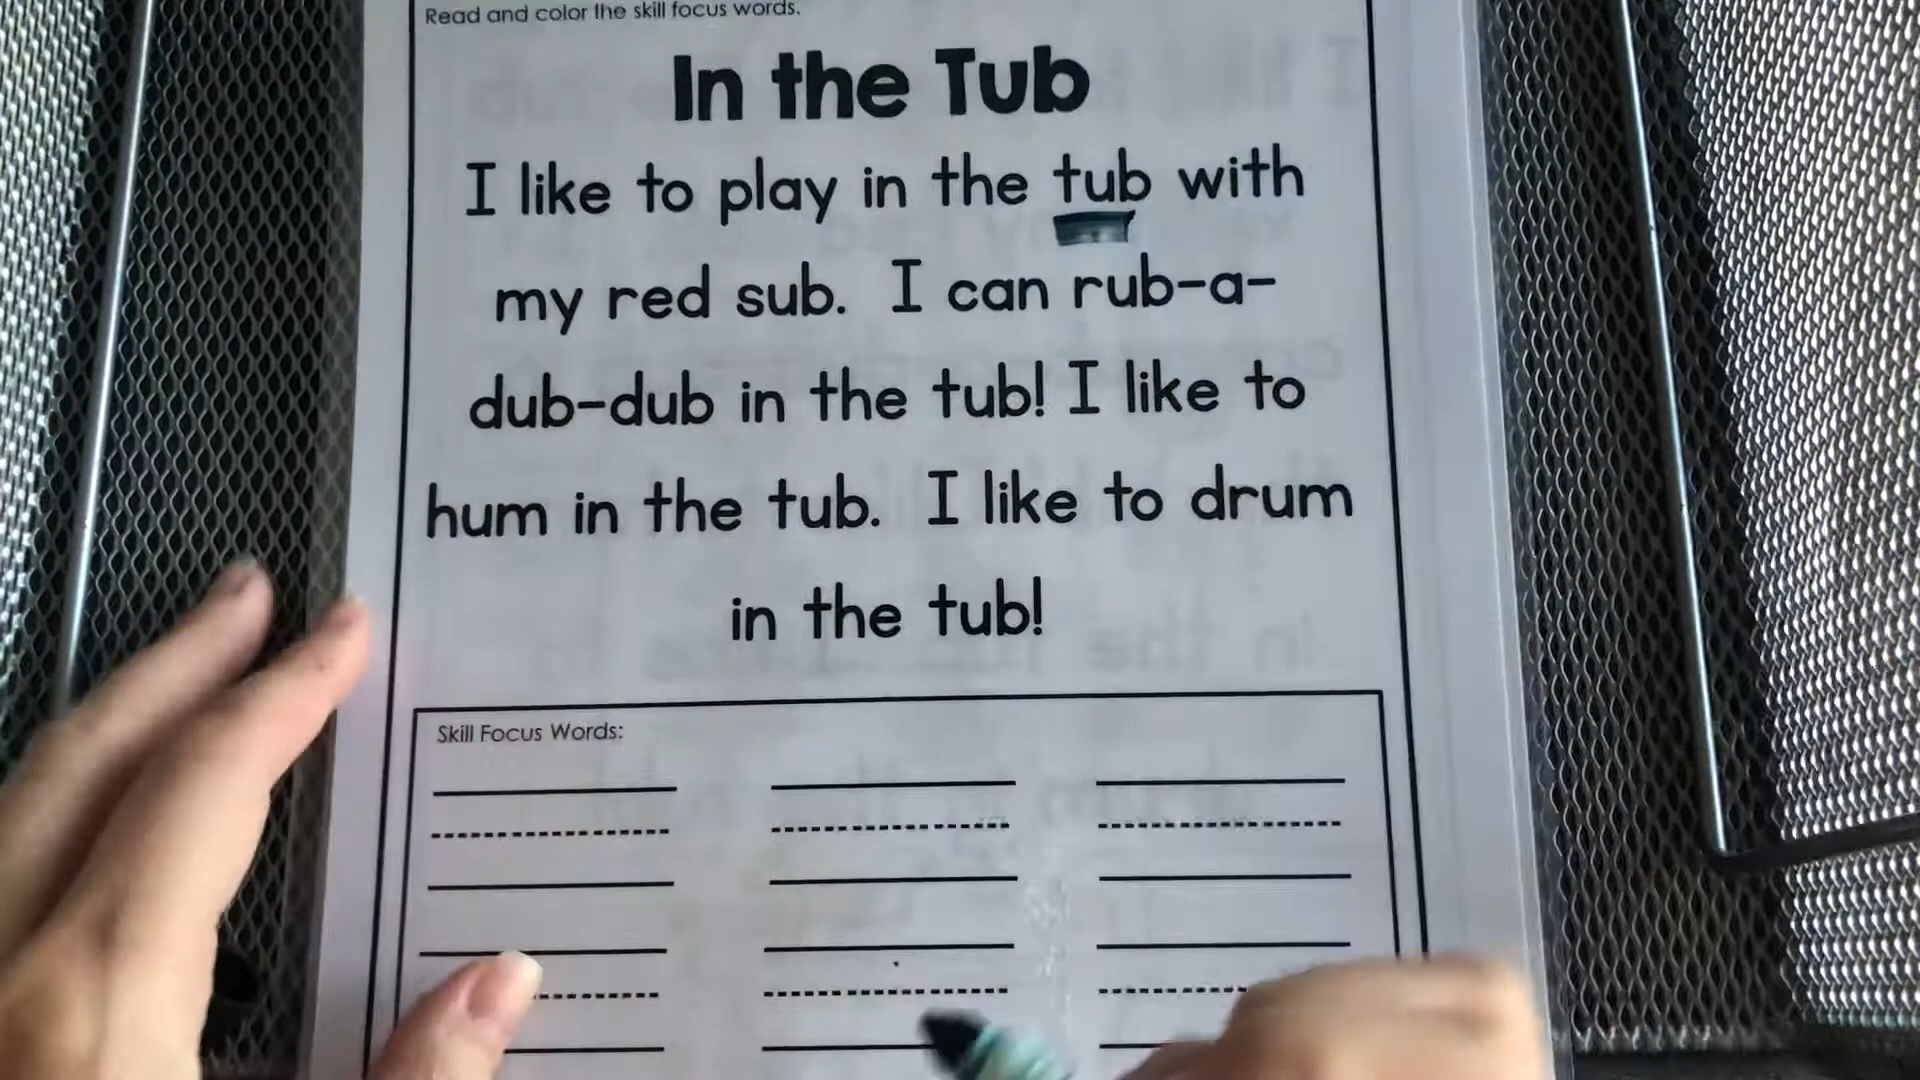 Read and color the skill focus words.
In the Tub
I like to play in the tub with
my red sub. I can rub-a-
dub-dub in the tub! I like to
hum in the tub. I like to drum
in the tub!
Skill Focus Words: